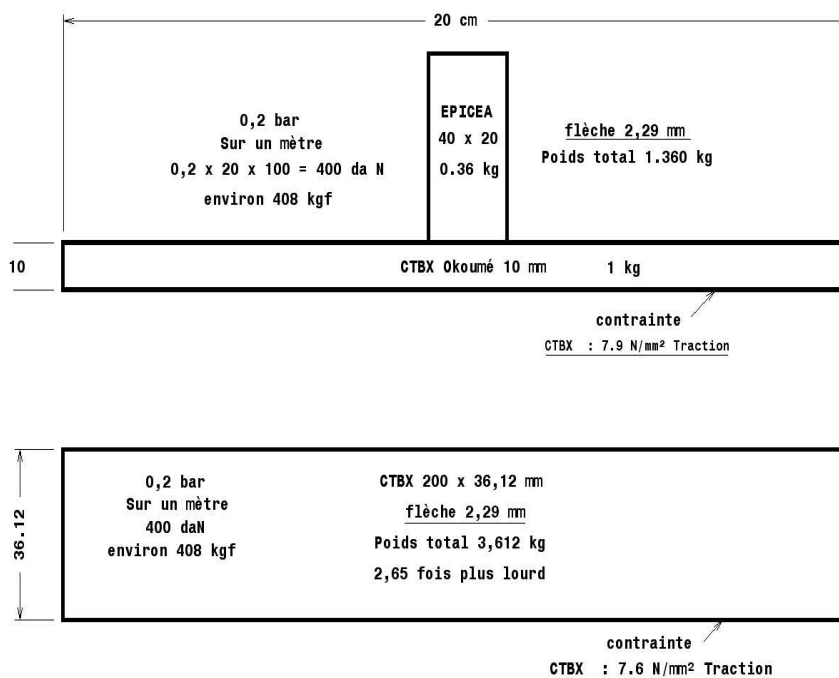 20 cm
0,2 bar
Sur un mètre
0,2 x 20 x 100 = 400 da N
environ 408 kgf
EPICEA
40 x 20
0.36 kg
flèche 2,29 mm
Poids total 1.360 kg
10
CTBX Okoumé 10 mm 1 kg
contrainte
CTBX : 7.9 N/mm² Traction
36.12
0,2 bar
Sur un mètre
400 daN
environ 408 kgf
CTBX 200 x 36,12 mm
flèche 2,29 mm
Poids total 3,612 kg
2,65 fois plus lourd
contrainte
CTBX : 7.6 N/mm² Traction